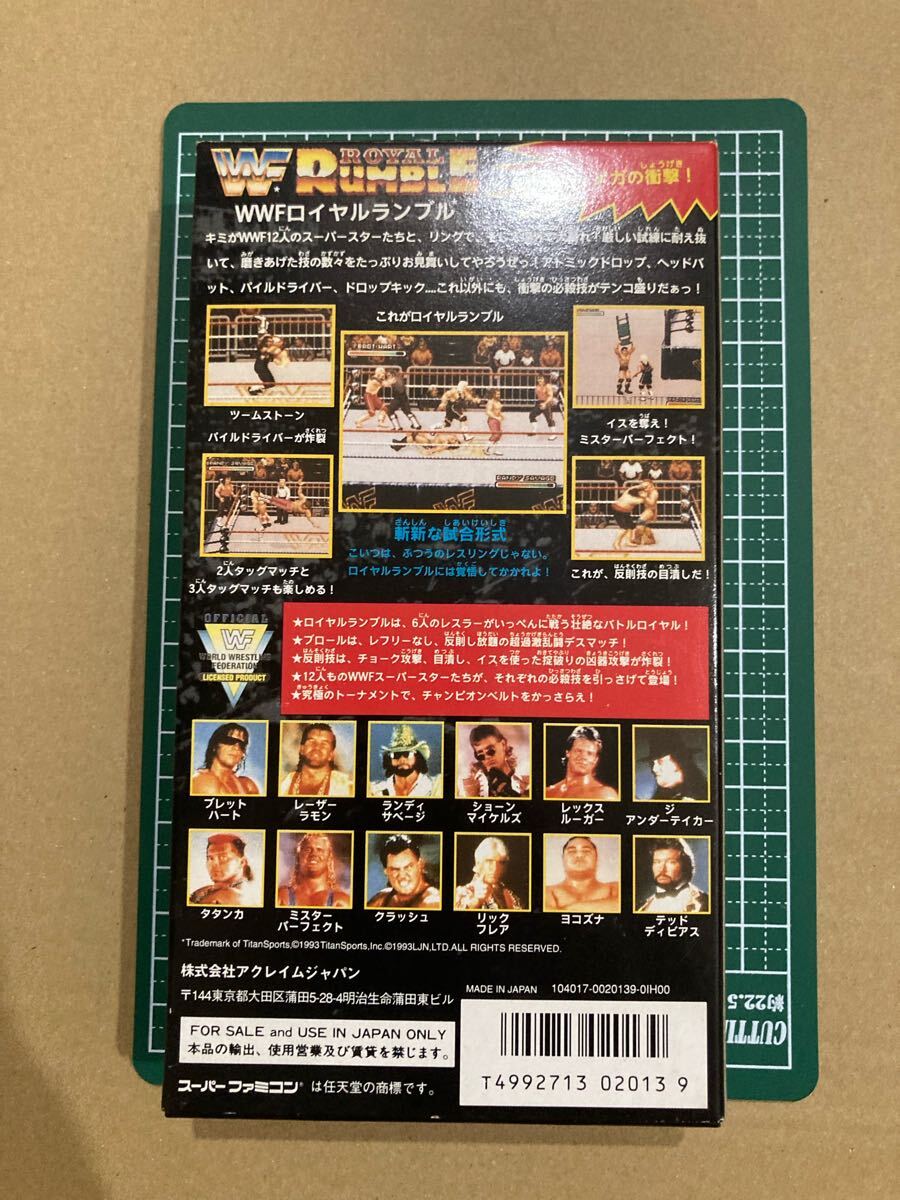 WF
ROYAL
RUMBLE
の衝撃！
しょうげき
WWFロイヤルランブル
キミがWWF12人のスーパースターたちと、リングで、
厳しい試練に耐え抜
いて、磨きあげた技の数々をたっぷりお見舞いしてやろうぜっ！アトミックドロップ、ヘッドバ
ット、パイルドライバー、ドロップキック....これ以外にも、衝撃の必殺技がテンコ盛りだぁっ！
これがロイヤルランブル
BRET HART
RANDY SAVAGE
ツームストーン
パイルドライバーが炸裂
イスを奪え！
ミスターパーフェクト！
RANDY SAVAGE
2人タッグマッチと
3人タッグマッチも楽しめる！
斬新な試合形式
こいつは、ふつうのレスリングじゃない。
ロイヤルランブルには覚悟してかかれよ！
これが、反則技の目潰しだ！
OFFICIAL
WF
WORLD WRESTLING
FEDERATION
LICENSED PRODUCT
★ロイヤルランブルは、6人のレスラーがいっぺんに戦う壮絶なバトルロイヤル！
★ブロールは、レフリーなし、反則し放題の超過激乱闘デスマッチ！
★反則技は、チョーク攻撃、目潰し、イスを使った掟破りの凶器攻撃が炸裂！
★12人ものWWFスーパースターたちが、それぞれの必殺技を引っさげて登場！
★究極のトーナメントで、チャンピオンベルトをかっさらえ！
ブレット
ハート
レーザー
ラモン
ランディ
サベージ
ショーン
マイケルズ
レックス
ルーガー
ジ
アンダーテイカー
タタンカ
ミスター
パーフェクト
クラッシュ
リック
フレア
ヨコズナ
テッド
ディビアス
*Trademark of TitanSports,©1993TitanSports,Inc.©1993LJN,LTD.ALL RIGHTS RESERVED.
株式会社アクレイムジャパン
〒144東京都大田区蒲田5-28-4明治生命蒲田東ビル
MADE IN JAPAN 104017-0020139-0IH00
FOR SALE and USE IN JAPAN ONLY
本品の輸出、使用営業及び賃貸を禁じます。
スーパーファミコン®は任天堂の商標です。
T4992713 02013 9
約22.5